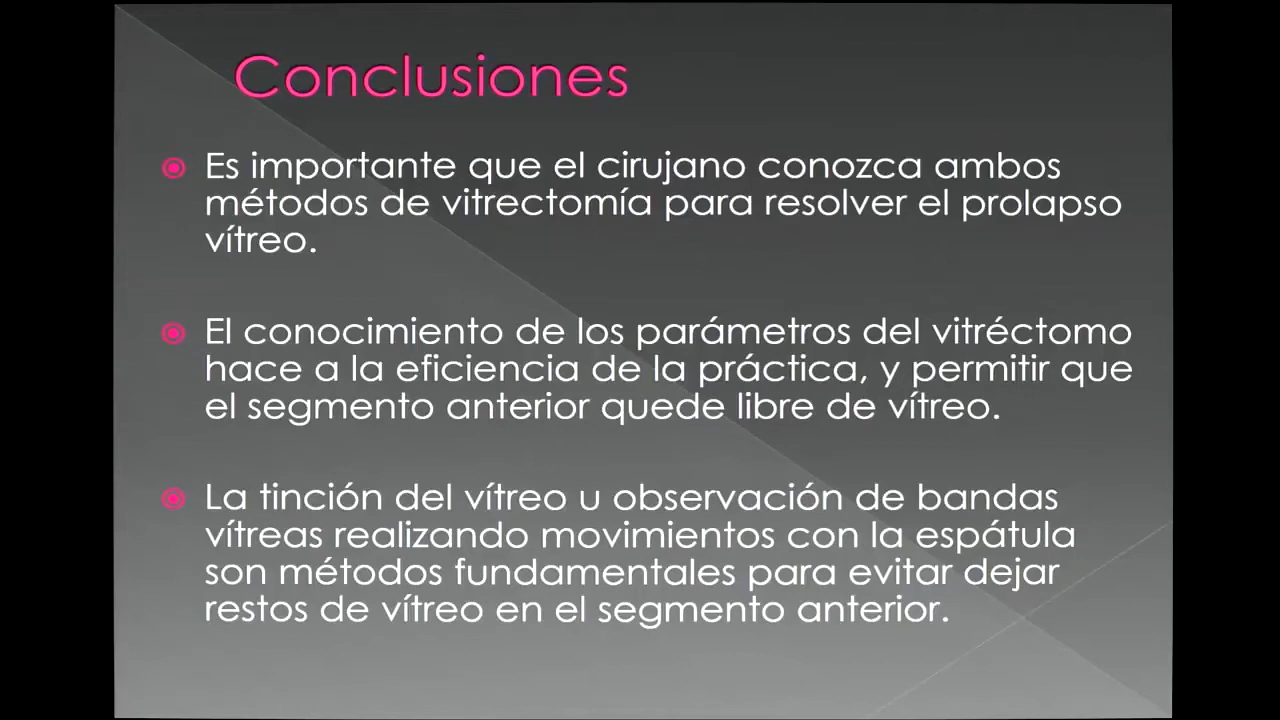 Conclusiones
Es importante que el cirujano conozca ambos
métodos de vitrectomía para resolver el prolapso
vítreo.
El conocimiento de los parámetros del vitréctomo
hace a la eficiencia de la práctica, y permitir que
el segmento anterior quede libre de vítreo.
La tinción del vítreo u observación de bandas
vítreas realizando movimientos con la espátula
son métodos fundamentales para evitar dejar
restos de vítreo en el segmento anterior.